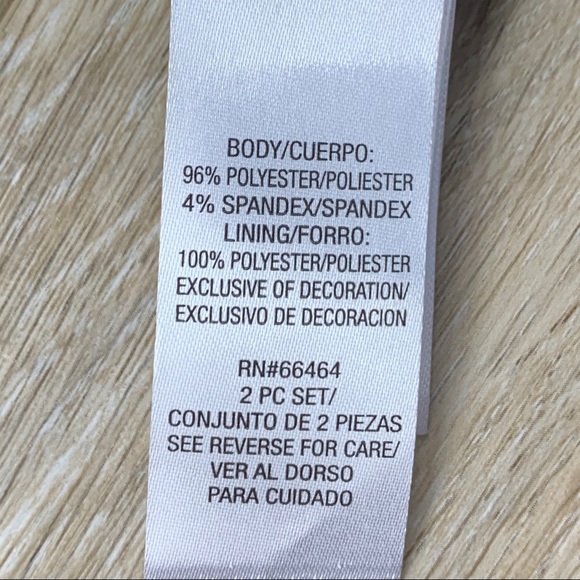 BODY/CUERPO:
96% POLYESTER/POLIESTER
4% SPANDEX/SPANDEX
LINING/FORRO:
100% POLYESTER/POLIESTER
EXCLUSIVE OF DECORATION/
EXCLUSIVO DE DECORACION
RN#66464
2 PC SET/
CONJUNTO DE 2 PIEZAS
SEE REVERSE FOR CARE/
VER AL DORSO
PARA CUIDADO